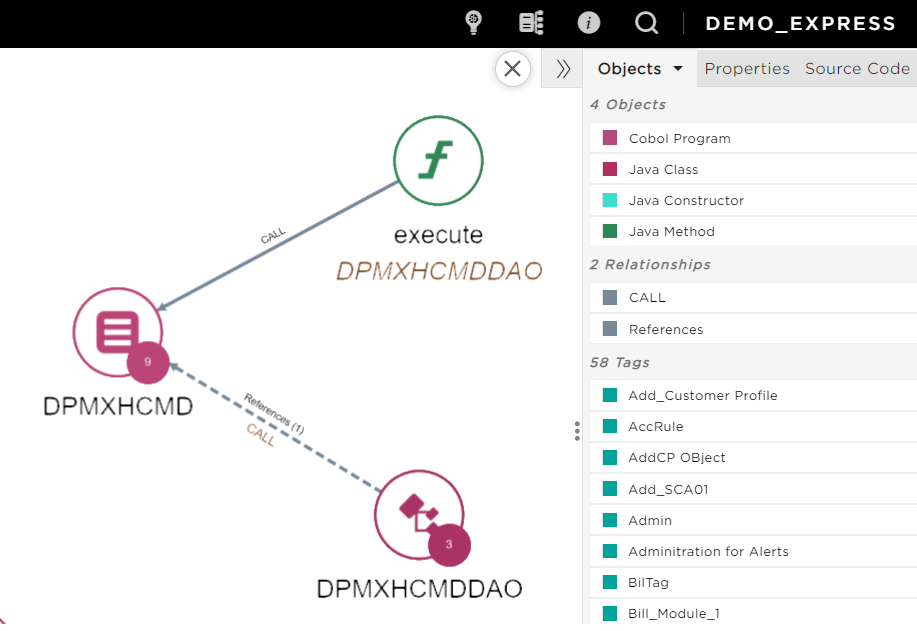 DEMO_EXPRESS
Objects
Properties
Source Code
4 Objects
Cobol Program
Java Class
Java Constructor
Java Method
2 Relationships
CALL
References
58 Tags
Add_Customer Profile
AccRule
AddCP OBject
Add_SCA01
Admin
Adminitration for Alerts
BilTag
Bill_Module_1
execute
DPMXHCMDDAO
CALL
9
DPMXHCMD
References (1)
CALL
3
DPMXHCMDDAO